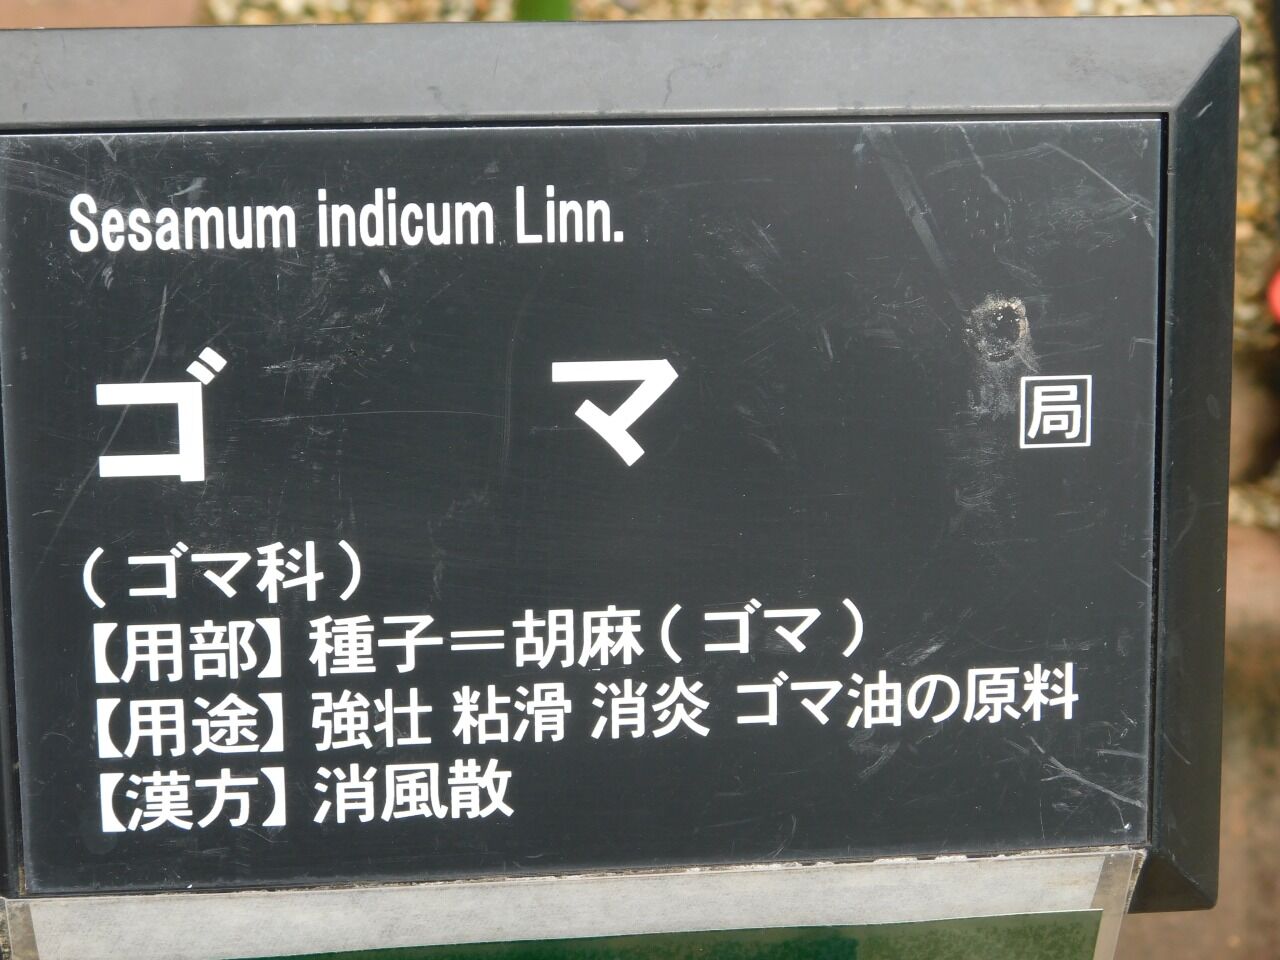 Sesamum indicum Linn.
ゴマ 局
（ゴマ科）
【用部】 種子＝胡麻（ゴマ）
【用途】 強壮 粘滑 消炎 ゴマ油の原料
【漢方】 消風散